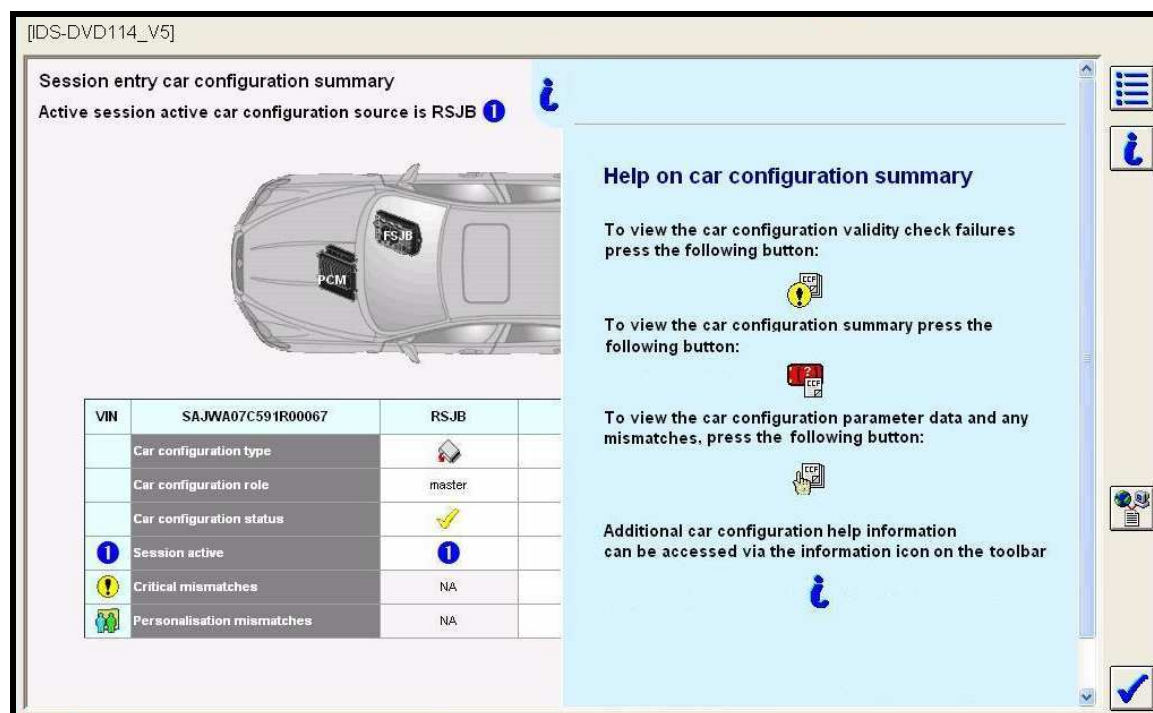 [IDS-DVD114_V5]
Session entry car configuration summary
Active session active car configuration source is RSJB 1
FSJB
PCM
VIN SAJWA07C591R00067 RSJB
Car configuration type
Car configuration role master
Car configuration status
1 Session active 1
Critical mismatches NA
Personalisation mismatches NA
Help on car configuration summary
To view the car configuration validity check failures
press the following button:
CCF
To view the car configuration summary press the
following button:
CCF
To view the car configuration parameter data and any
mismatches, press the following button:
CCF
Additional car configuration help information
can be accessed via the information icon on the toolbar